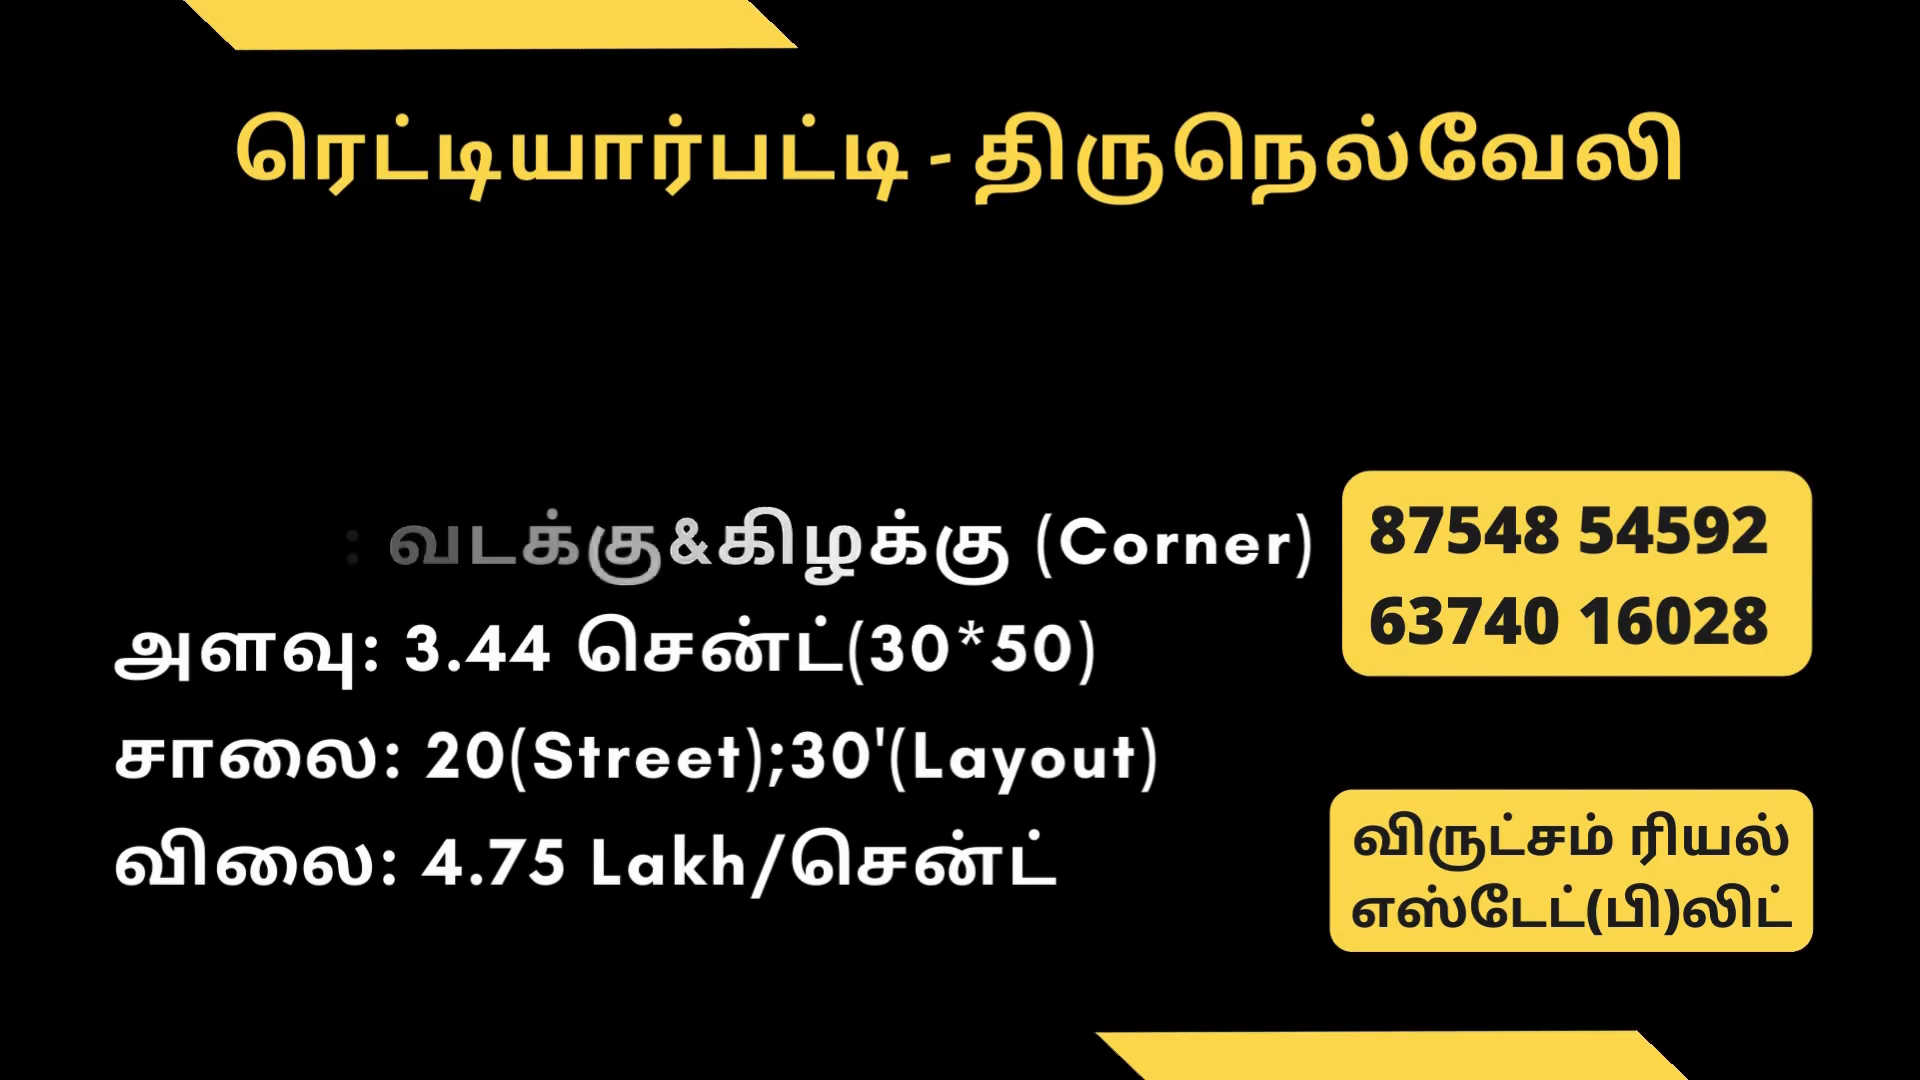 ரெட்டியார்பட்டி - திருநெல்வேலி
: வடக்கு&கிழக்கு (Corner)
அளவு: 3.44 சென்ட்(30*50)
சாலை: 20(Street);30'(Layout)
விலை: 4.75 Lakh/சென்ட்
87548 54592
63740 16028
விருட்சம் ரியல்
எஸ்டேட்(பி)லிட்